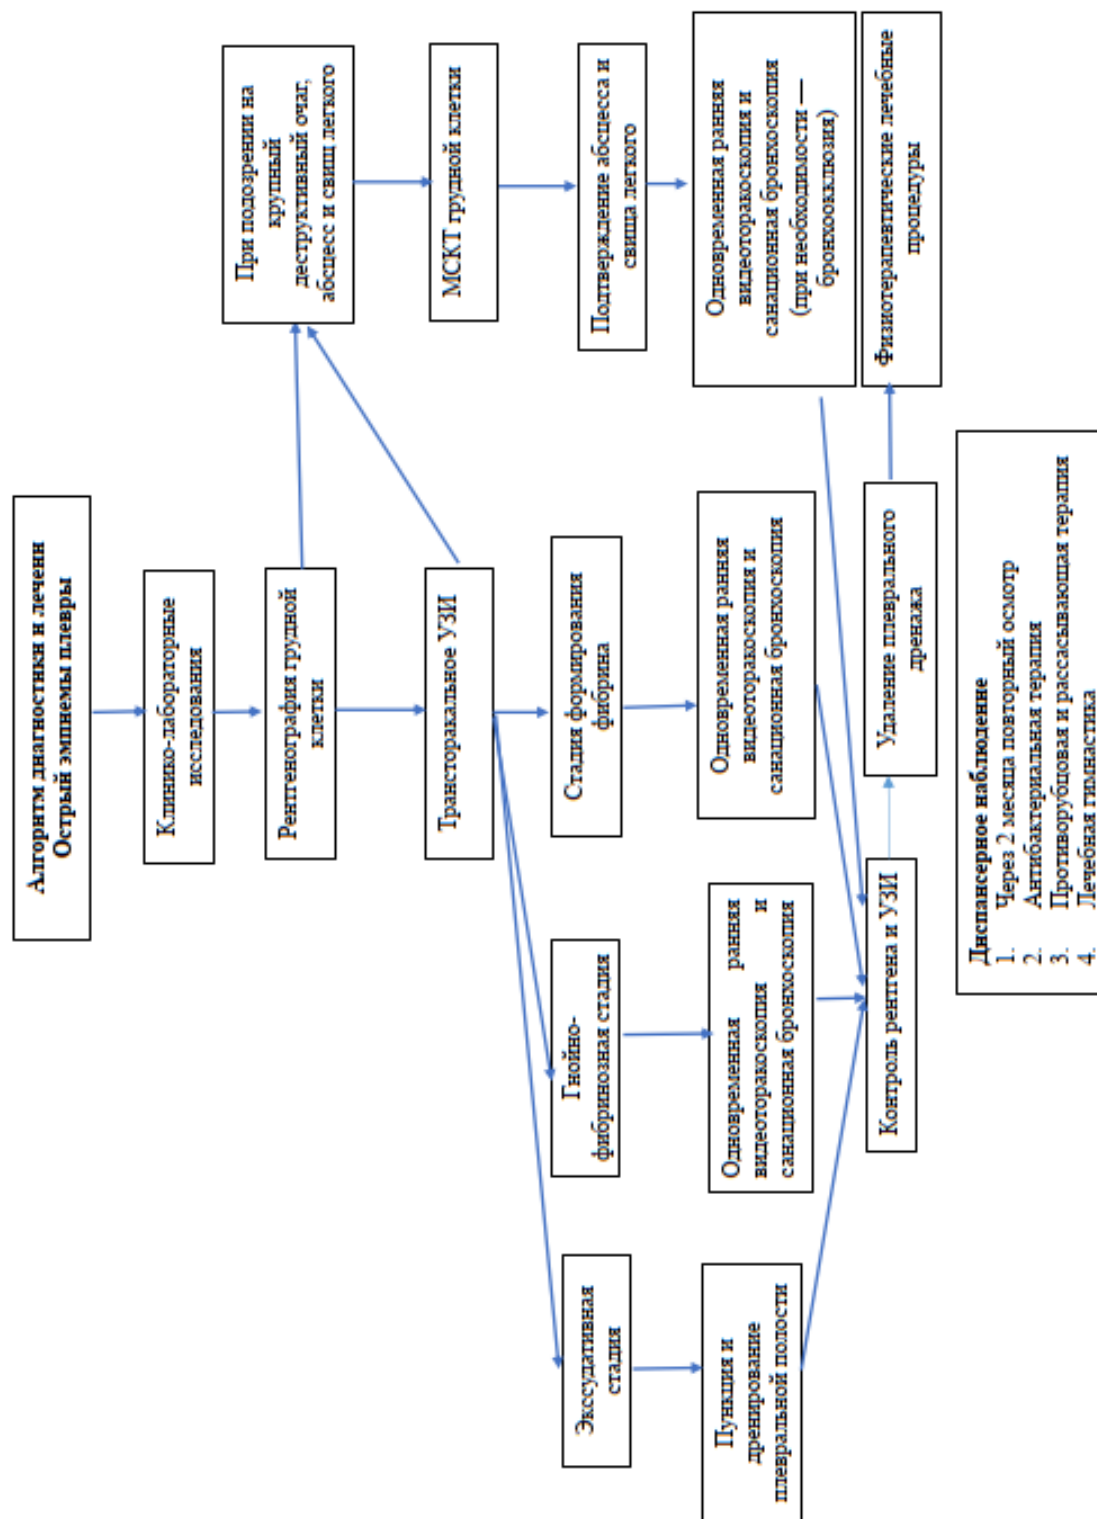 Алгоритм диагностики и лечени
Острый эмпиемы плевры
Клинико-лабораторные
исследования
Рентгенография грудной
клетки
Трансторакальное УЗИ
При подозрении на
крупный
деструктивный очаг,
абсцесс и свищ легкого
МСКТ грудной клетки
Подтверждение абсцесса и
свища легкого
Одновременная ранняя
видеоторакоскопия и
санационная бронхоскопия
(при необходимости —
бронхоокклюзия)
Экссудативная
стадия
Гнойно-
фибринозная стадия
Стадия формирования
фибрина
Пункция и
дренирование
плевральной полости
Одновременная ранняя
видеоторакоскопия и
санационная бронхоскопия
Одновременная ранняя
видеоторакоскопия и
санационная бронхоскопия
Контроль рентгена и УЗИ
Удаление плеврального
дренажа
Физиотерапевтические лечебные
процедуры
Диспансерное наблюдение
1. Через 2 месяца повторный осмотр
2. Антибактериальная терапия
3. Противорубцовая и рассасывающая терапия
4. Лечебная гимнастика